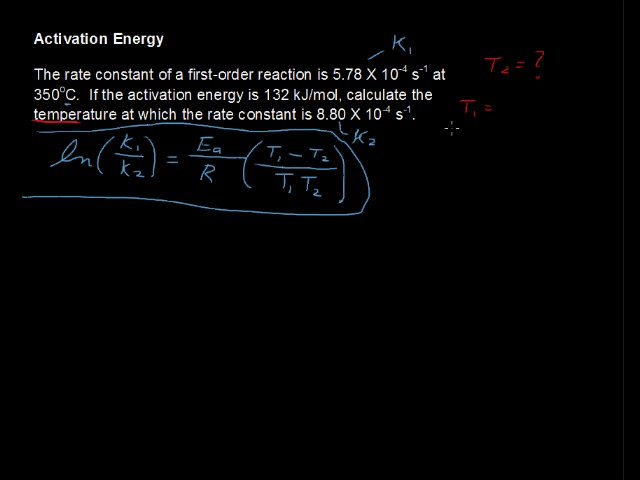 Activation Energy
K₁
T₂ = ?
The rate constant of a first-order reaction is 5.78 X 10⁻⁴ s⁻¹ at
350°C. If the activation energy is 132 kJ/mol, calculate the
T₁ =
temperature at which the rate constant is 8.80 X 10⁻⁴ s⁻¹.
K₂
ln(K₁/K₂) = Ea/R (T₁ - T₂/T₁ T₂)